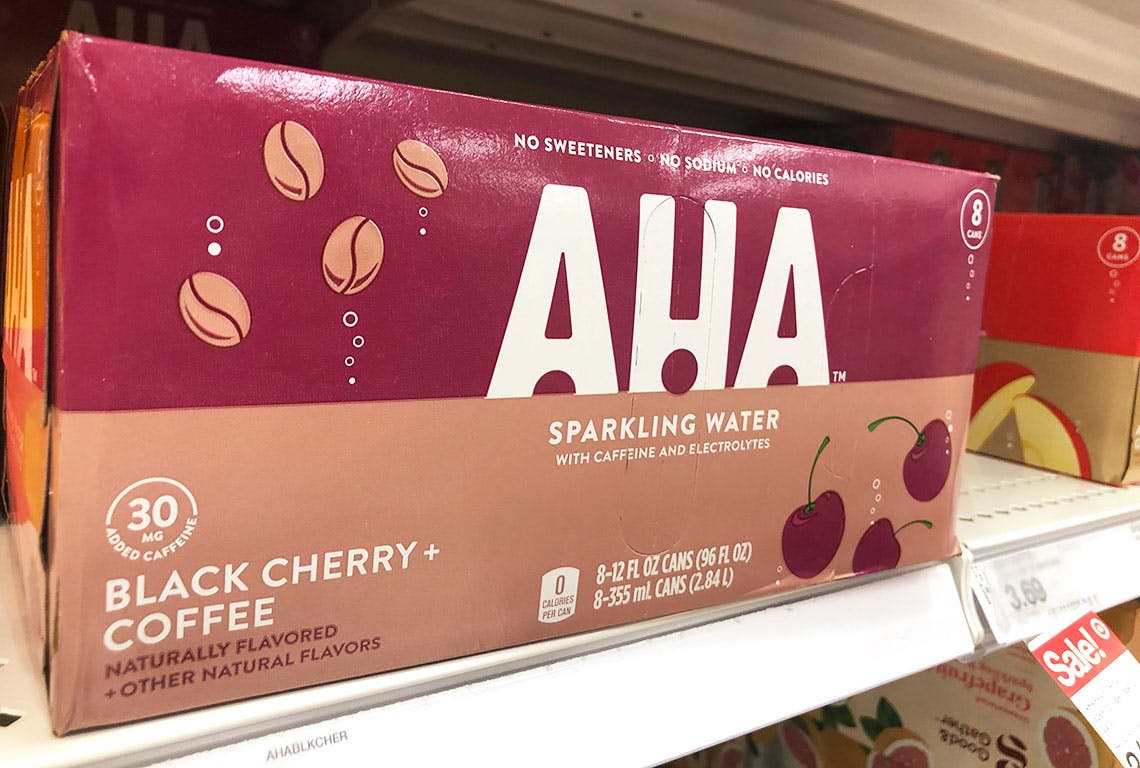 NO SWEETENERS ○ NO SODIUM ○ NO CALORIES
AHA™
8
CANS
SPARKLING WATER
WITH CAFFEINE AND ELECTROLYTES
30
MG
ADDED CAFFEINE
BLACK CHERRY +
COFFEE
NATURALLY FLAVORED
+ OTHER NATURAL FLAVORS
0
CALORIES
PER CAN
8-12 FL OZ CANS (96 FL OZ)
8-355 mL CANS (2.84 L)
AHABLKCHER
8
CANS
3.69
Sale!
Grapefruit
Good &
Gather
AHA